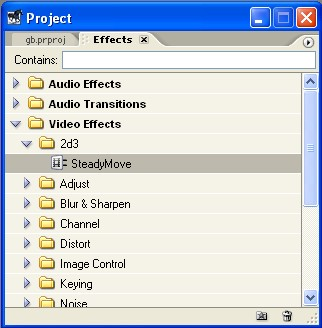 Project
gb.prproj Effects
Contains:
Audio Effects
Audio Transitions
Video Effects
2d3
SteadyMove
Adjust
Blur & Sharpen
Channel
Distort
Image Control
Keying
Noise